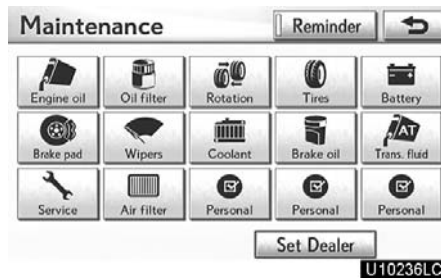 Maintenance Reminder
Engine oil Oil filter Rotation Tires Battery
AT
Brake pad Wipers Coolant Brake oil Trans. fluid
Service Air filter Personal Personal Personal
Set Dealer
U10236LC